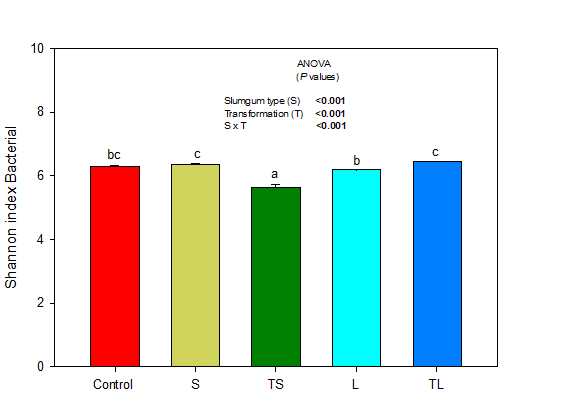 10
ANOVA
(P values)
Slumgum type (S) <0.001
Transformation (T) <0.001
S x T <0.001
8
bc c a b c
6
4
2
0
Shannon index Bacterial
Control S TS L TL